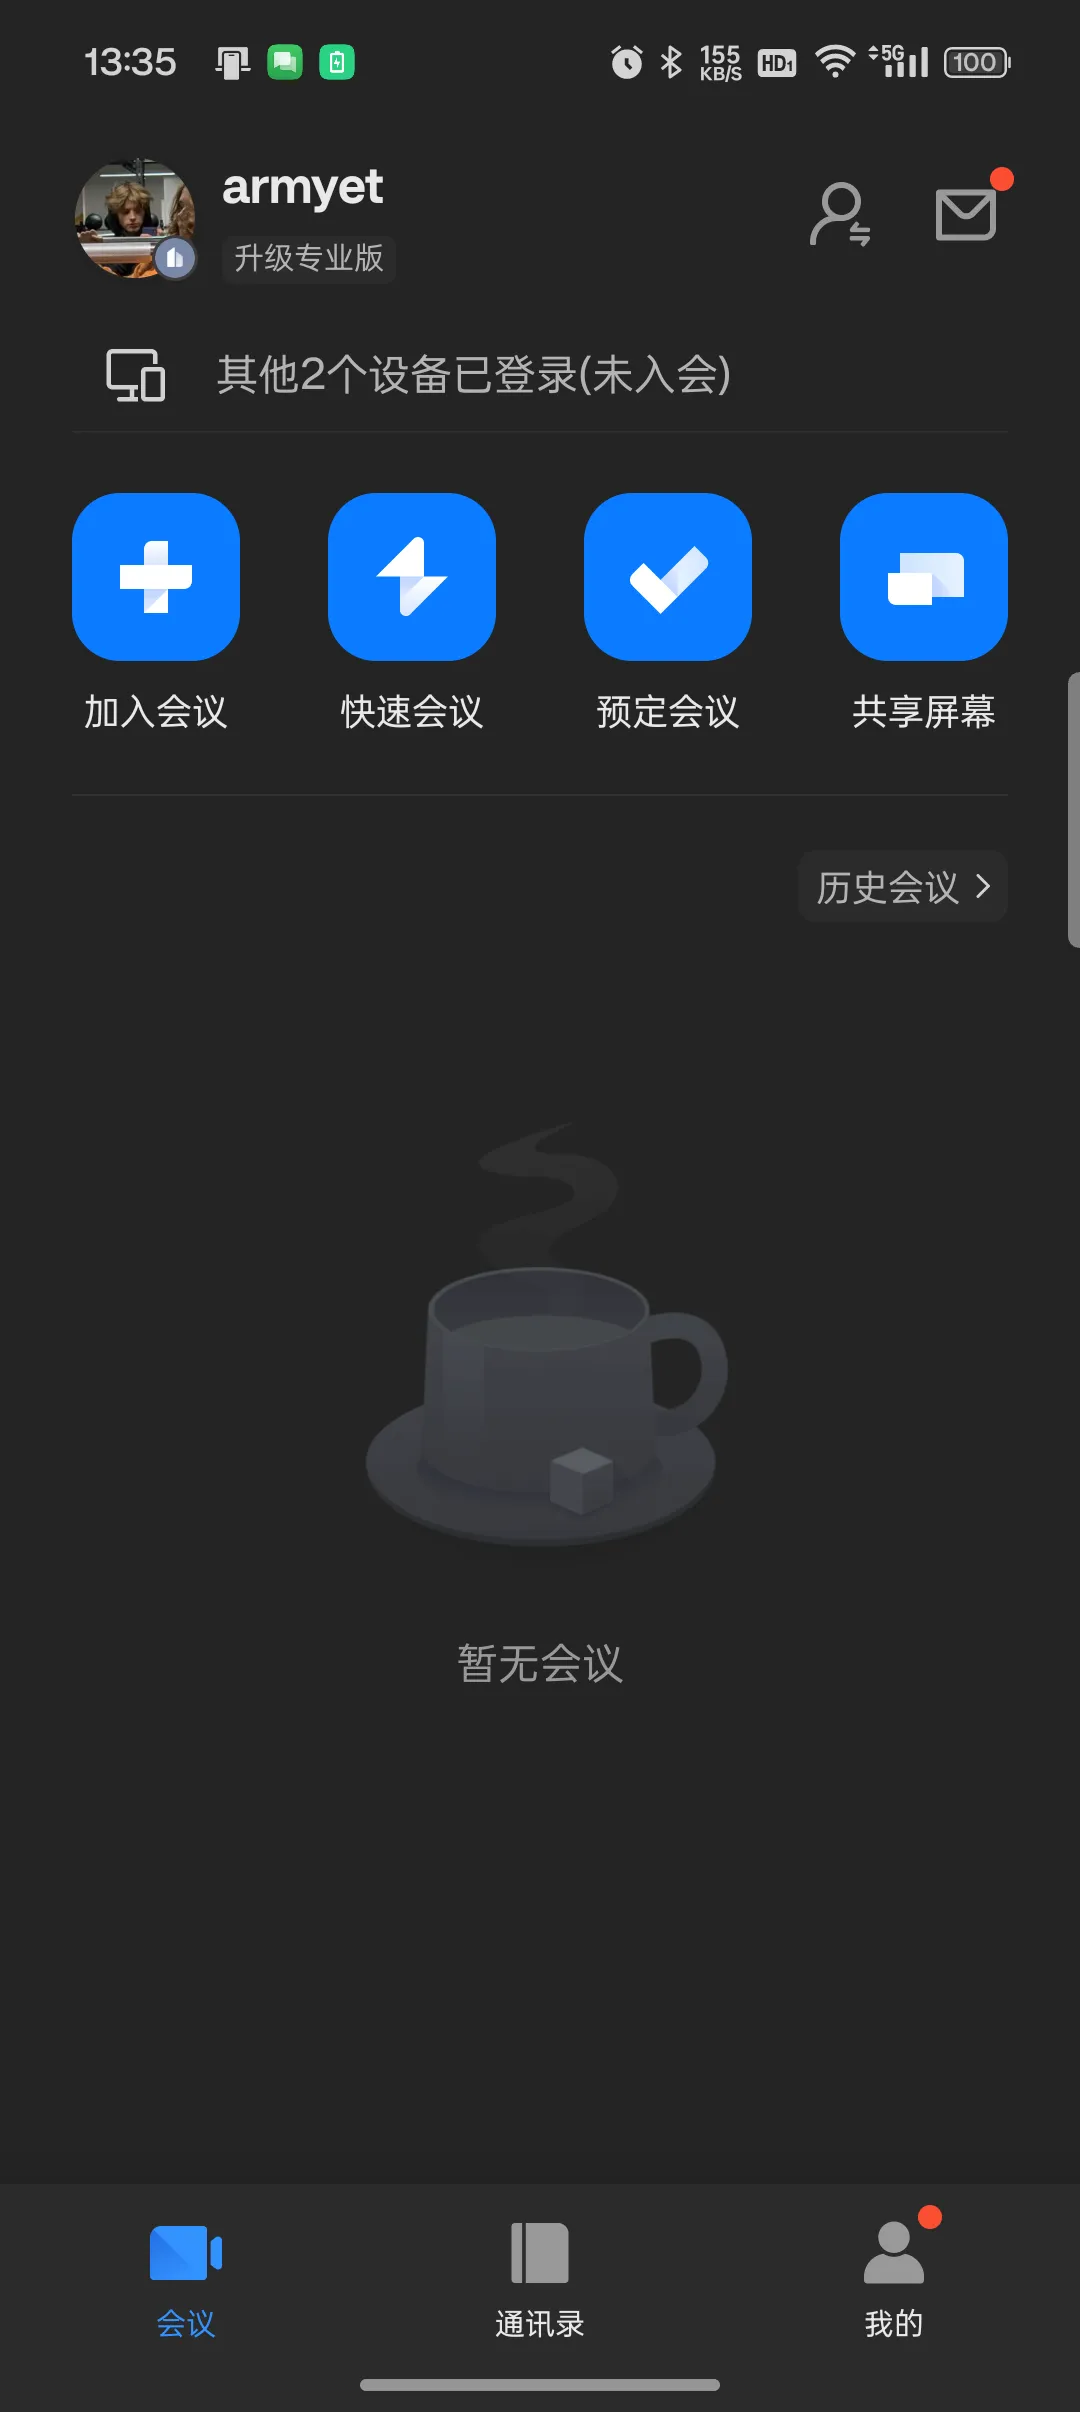 13:35
155 KB/S HD1 5G 100
armyet
升级专业版
其他2个设备已登录(未入会)
加入会议 快速会议 预定会议 共享屏幕
历史会议
暂无会议
会议 通讯录 我的